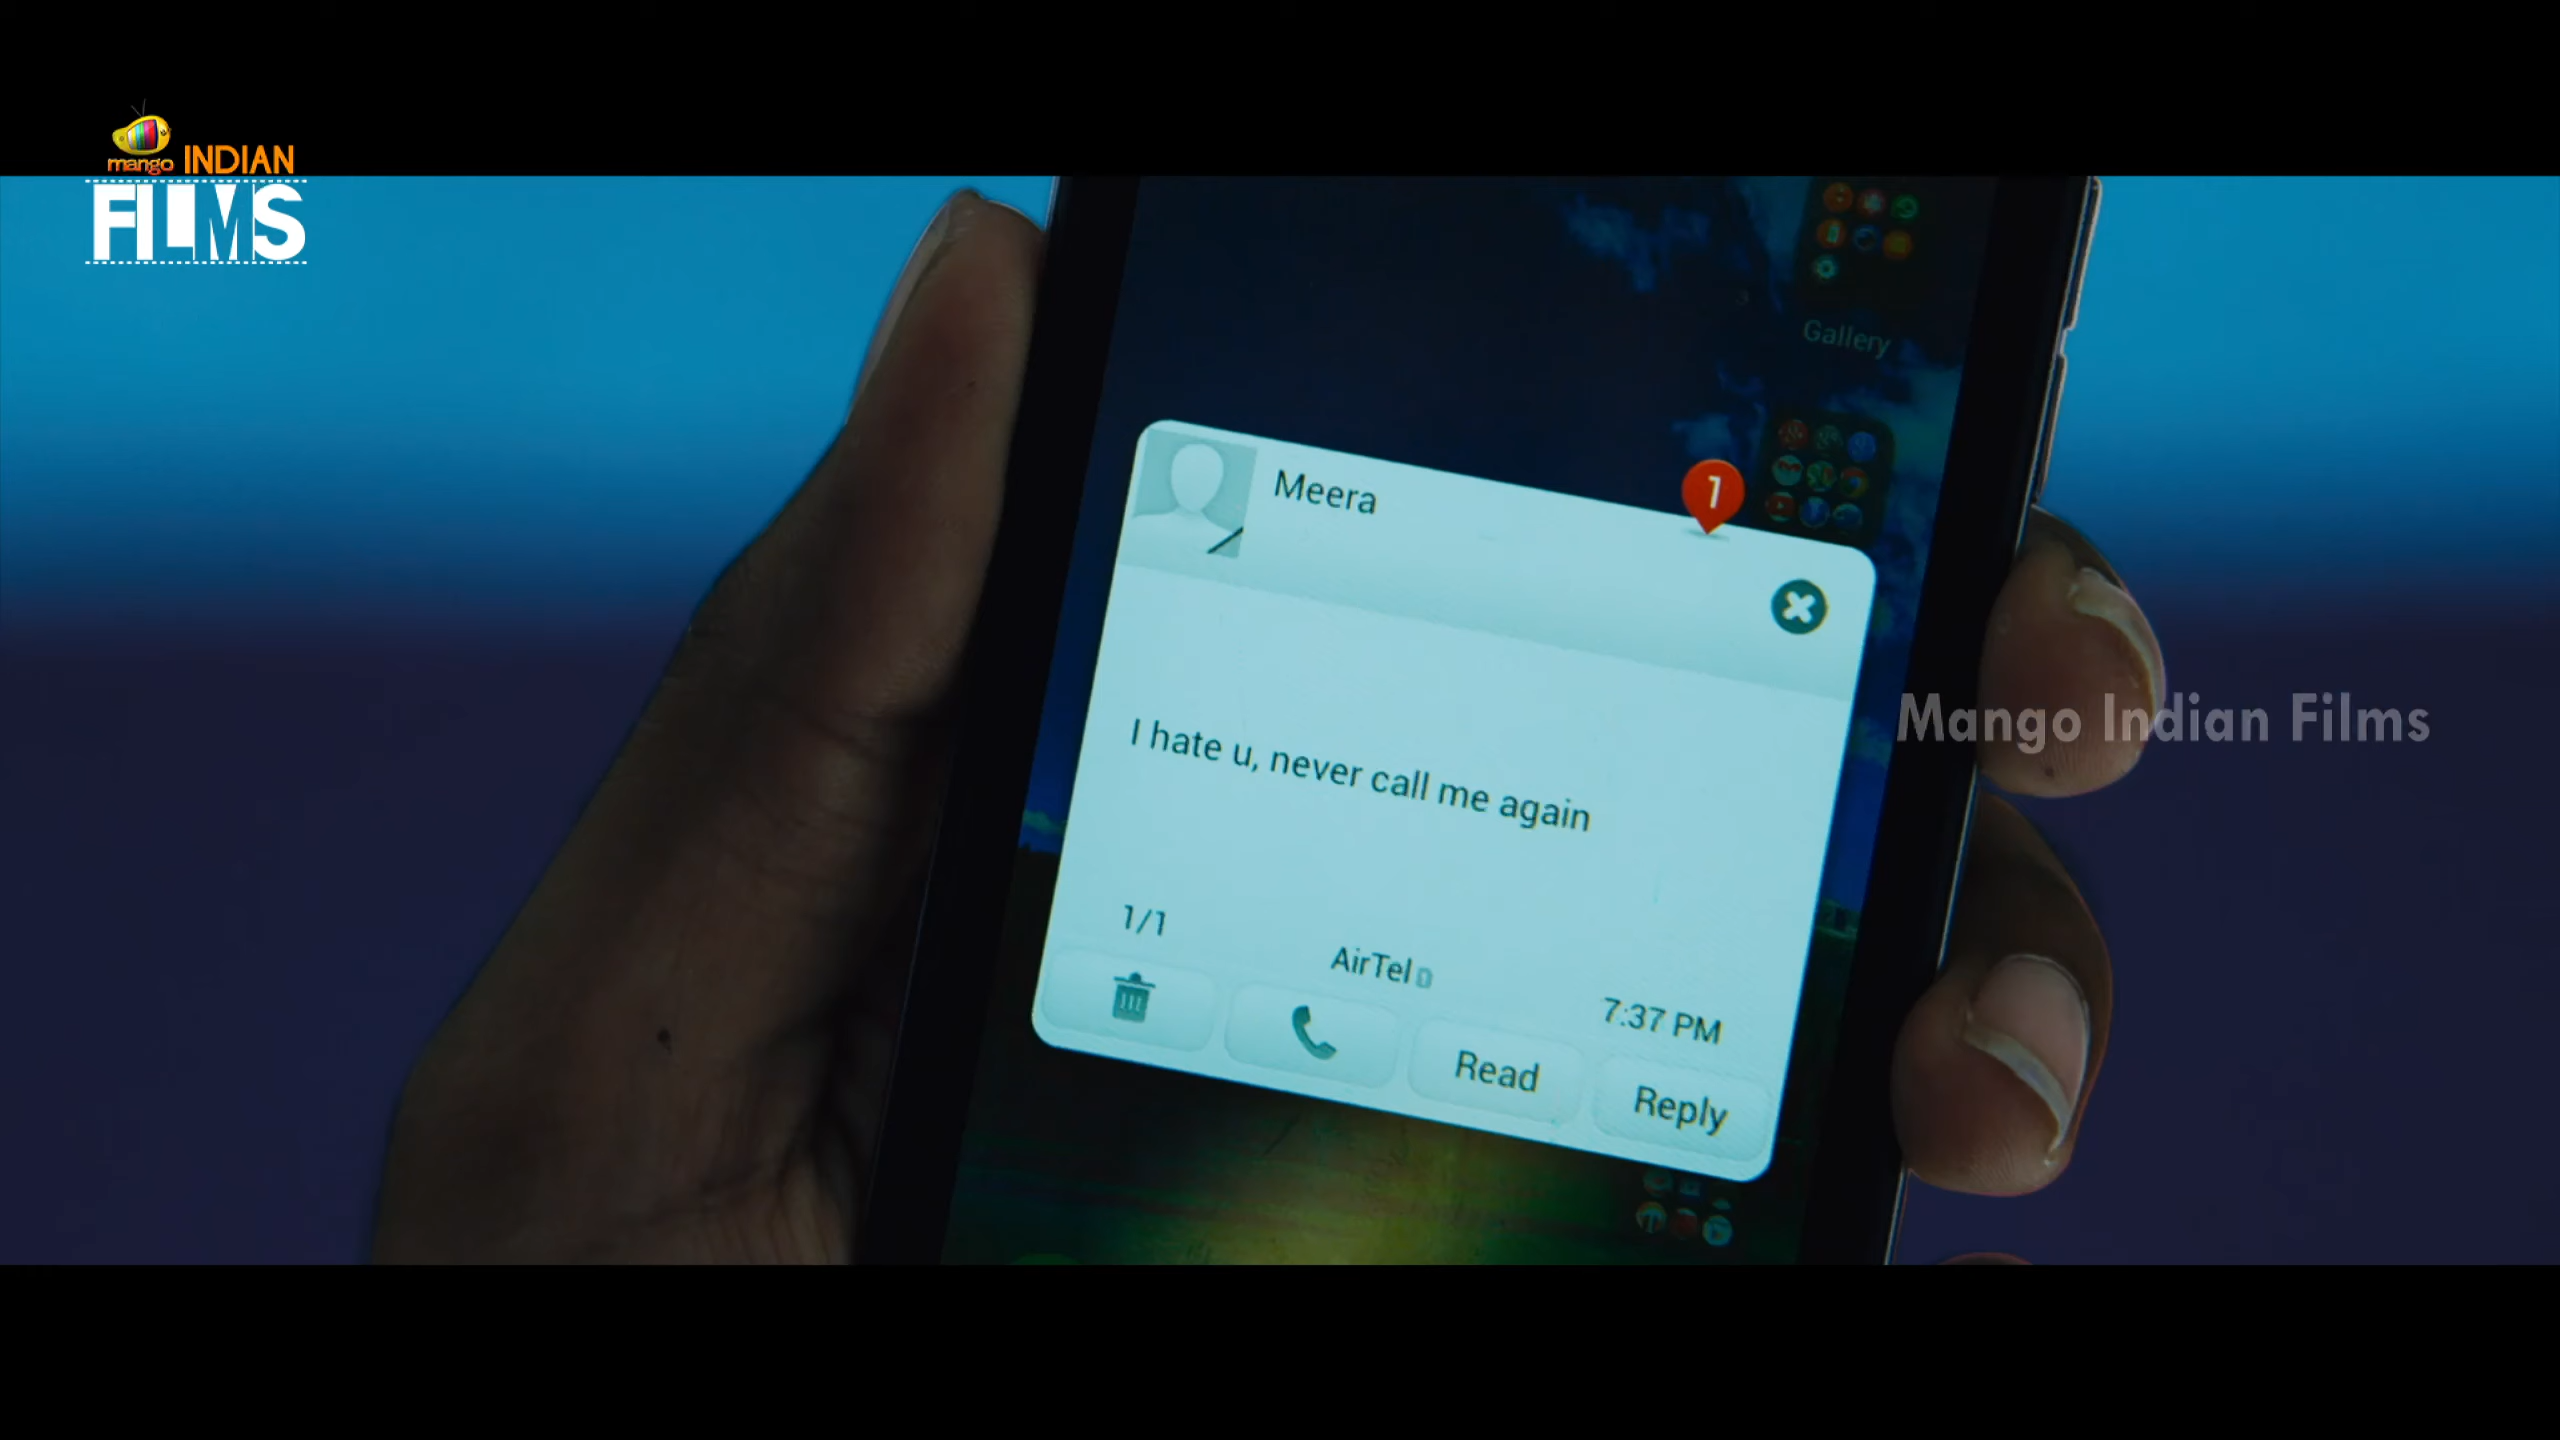 mango INDIAN
FILMS
Gallery
Meera
1
I hate u, never call me again
1/1
AirTel
7:37 PM
Read
Reply
Mango Indian Films